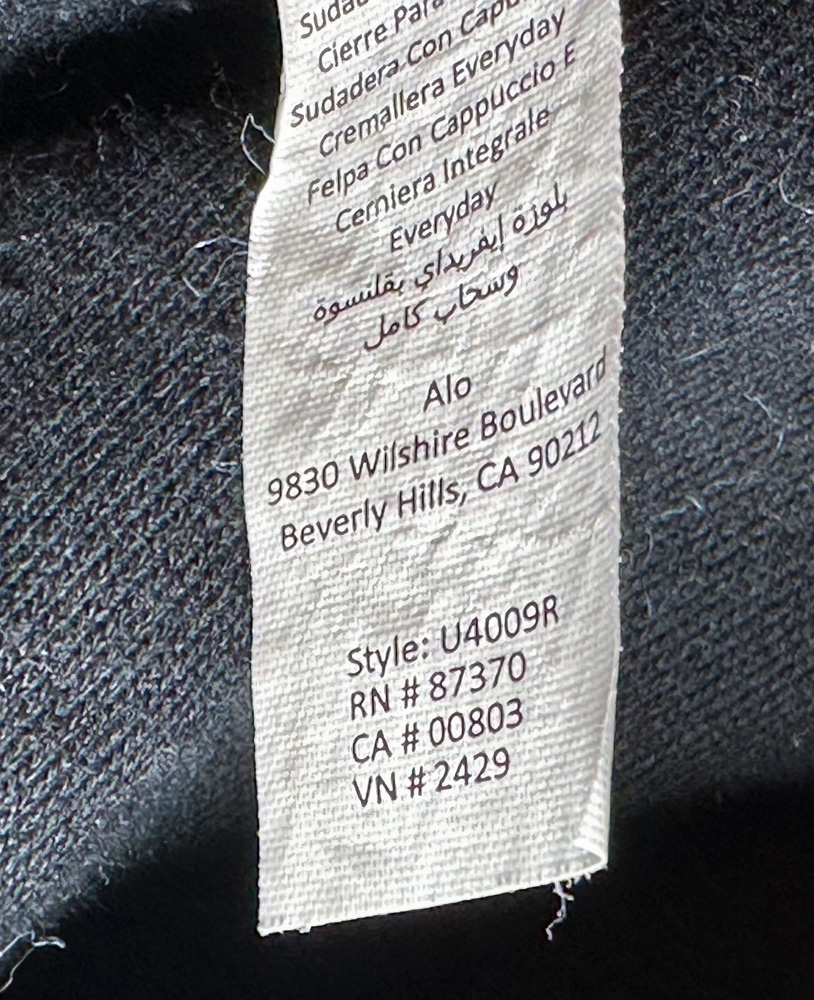 Cierre Para
Sudadera Con Capu
Cremallera Everyday
Felpa Con Cappuccio E
Cerniera Integrale
Everyday
بلوزة إيفريداي بقلنسوة
وسحاب كامل
Alo
9830 Wilshire Boulevard
Beverly Hills, CA 90212
Style: U4009R
RN # 87370
CA # 00803
VN # 2429